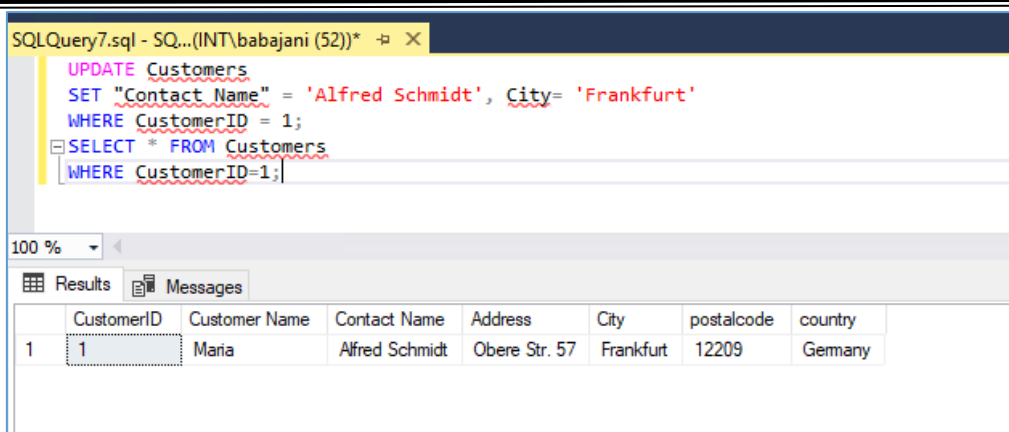 SQLQuery7.sql - SQ...(INT\babajani (52))*
UPDATE Customers
SET "Contact Name" = 'Alfred Schmidt', City= 'Frankfurt'
WHERE CustomerID = 1;
SELECT * FROM Customers
WHERE CustomerID=1;
100 %
Results Messages
CustomerID Customer Name Contact Name Address City postalcode country
1 1 Maria Alfred Schmidt Obere Str. 57 Frankfurt 12209 Germany